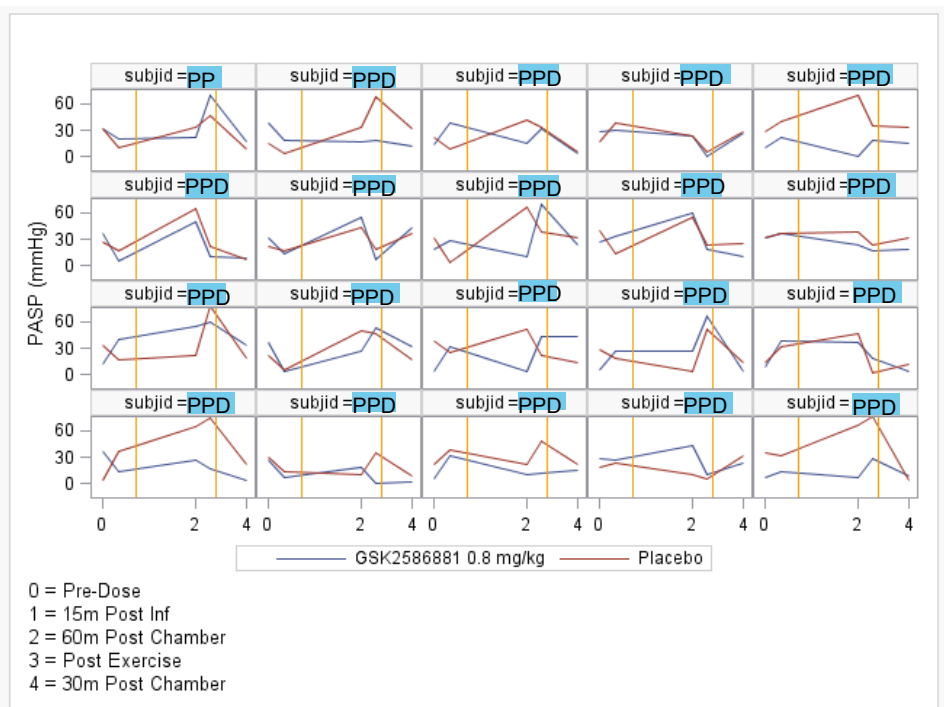 subjid =PP subjid =PPD subjid =PPD subjid =PPD subjid =PPD
60
30
0
subjid =PPD subjid =PPD subjid =PPD subjid =PPD subjid =PPD
60
30
0
PASP (mmHg)
subjid =PPD subjid =PPD subjid =PPD subjid =PPD subjid = PPD
60
30
0
subjid =PPD subjid =PPD subjid =PPD subjid =PPD subjid = PPD
60
30
0
0 2 4 0 2 4 0 2 4 0 2 4 0 2 4
GSK2586881 0.8 mg/kg Placebo
0 = Pre-Dose
1 = 15m Post Inf
2 = 60m Post Chamber
3 = Post Exercise
4 = 30m Post Chamber